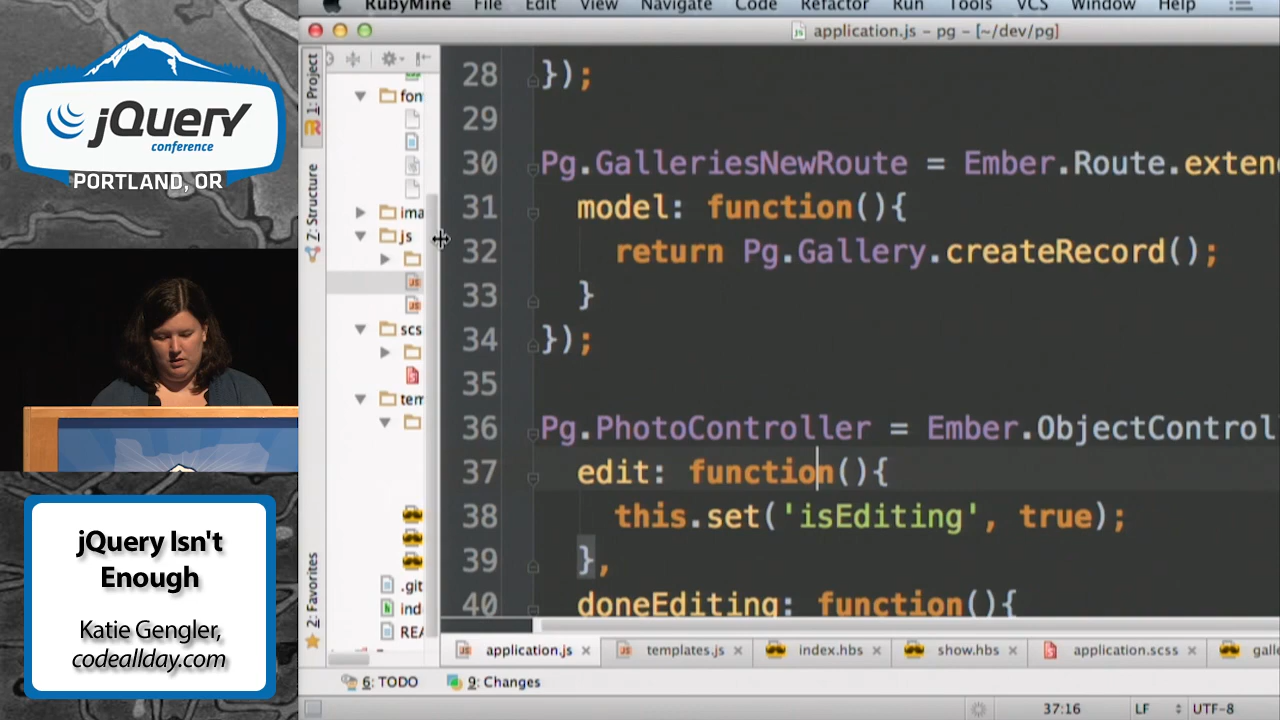 jQuery
conference
PORTLAND, OR
jQuery Isn't
Enough
Katie Gengler,
codeallday.com
RubyMine File Edit View Navigate Code Refactor Run Tools VCS Window Help
application.js – pg – [~/dev/pg]
1: Project
7: Structure
2: Favorites
fon
ima
js
scs
tem
.git
ind
REA
28 });
29
30 Pg.GalleriesNewRoute = Ember.Route.exten
31 model: function(){
32 return Pg.Gallery.createRecord();
33 }
34 });
35
36 Pg.PhotoController = Ember.ObjectControl
37 edit: function(){
38 this.set('isEditing', true);
39 },
40 doneEditing: function(){
application.js templates.js index.hbs show.hbs application.scss galle
6: TODO 9: Changes
37:16 LF UTF-8